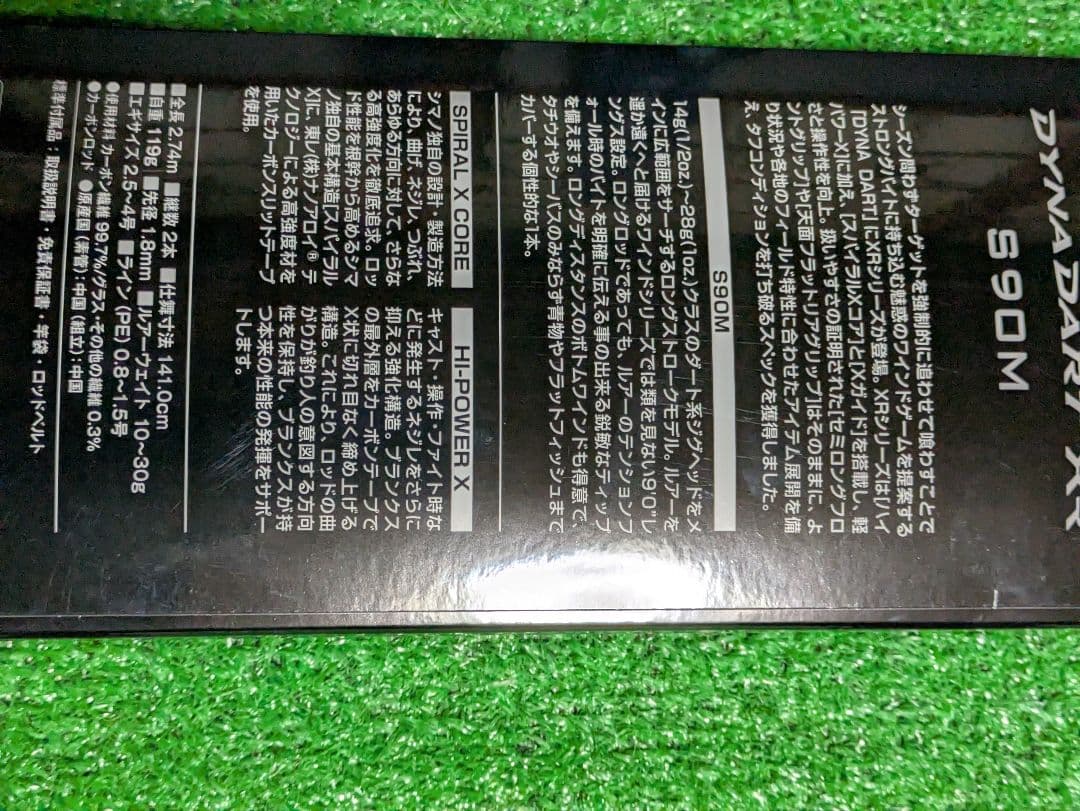 DYNA DART XR
S90M
シーズン問わずターゲットを強制的に追わせて喰わすことで
ストロングバイトに持ち込む魅惑のワインドゲームを提案する
「DYNA DART」にXRシリーズが登場。XRシリーズはハイ
パワーXに加え、[スパイラルXコア]と[Xガイド]を搭載し、軽
さと操作性を向上。扱いやすさの証明された[セミロングフロ
ントグリップ]や[天面フラットリアグリップ]はそのままに、よ
り状況や各地のフィールド特性に合わせたアイテム展開を備
え、タフコンディションを打ち破るスペックを獲得しました。
S90M
14g(1/2oz.)~28g(1oz.)クラスのダート系ジグヘッドをメ
インに広範囲をサーチするロングストロークモデル。ルアーを
遥か遠くへと届けるワインドシリーズでは類を見ない9'0"レ
ングス設定。ロングロッドであっても、ルアーのテンションフ
ォール時のバイトを明確に伝える事の出来る鋭敏なティップ
を備えます。ロングディスタンスのボトムワインドも得意で、
タチウオやシーバスのみならず青物やフラットフィッシュまで
カバーする個性的な1本。
SPIRAL X CORE
シマノ独自の設計・製造方法
により、曲げ、ネジレ、つぶれ、
あらゆる方向に対して、さらな
る高強度化を徹底追求。ロッ
ド性能を根幹から高めるシマ
ノ独自の基本構造[スパイラル
X]に、東レ(株)ナノアロイ®テ
クノロジーによる高強度材を
用いたカーボンスリットテープ
を使用。
HI-POWER X
キャスト・操作・ファイト時な
どに発生するネジレをさらに
抑える強化構造。ブランクス
の最外層をカーボンテープで
X状に切れ目なく締め上げる
構造。これにより、ロッドの曲
がりが釣り人の意図する方向
性を保持し、ブランクスが持
つ本来の性能の発揮をサポー
トします。
■全長 2.74m ■継数 2本 ■仕舞寸法 141.0cm
■自重 119g ■先径 1.8mm ■ルアーウェイト 10~30g
■エギサイズ 2.5~4号 ■ライン(PE) 0.8~1.5号
●使用材料 カーボン繊維 99.7%/グラス・その他の繊維 0.3%
●カーボンロッド ●原産国 (素管):中国 (組立):中国
標準付属品:取扱説明書・免責保証書・竿袋・ロッドベルト